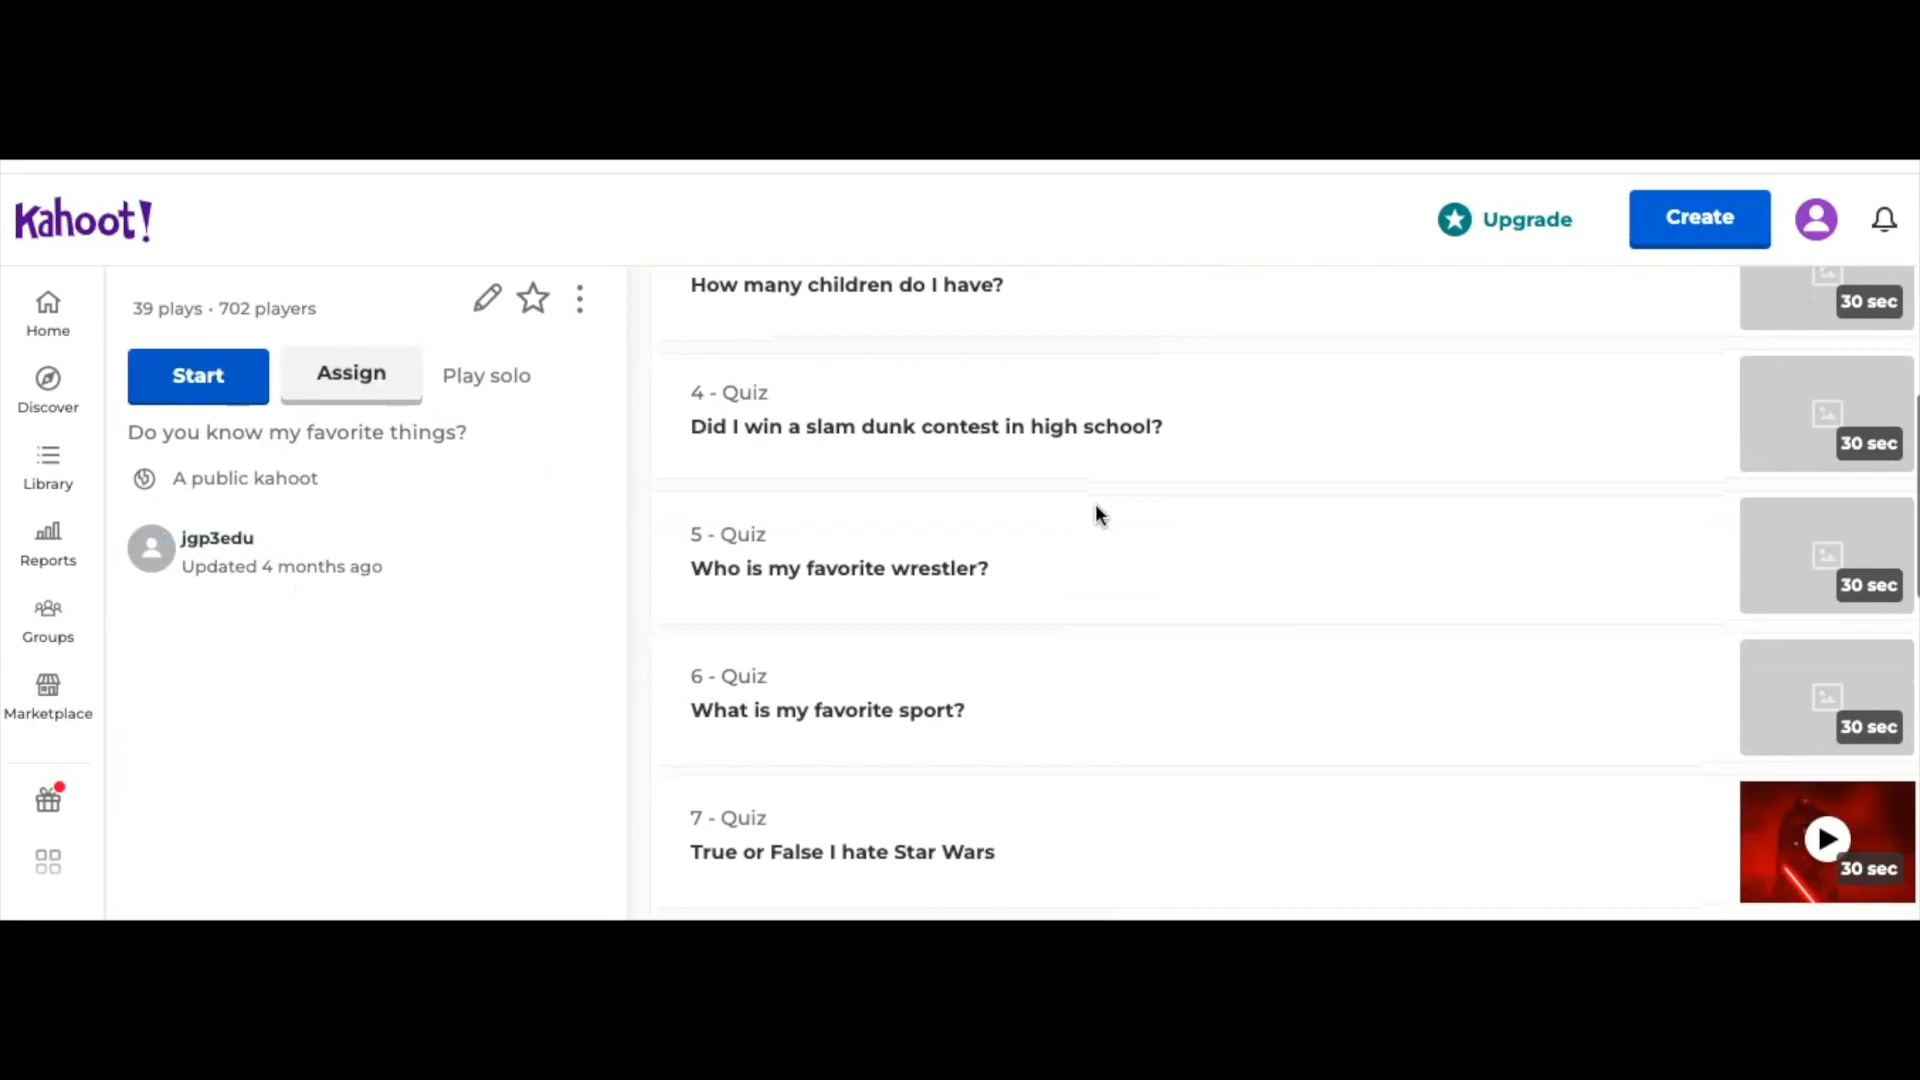 Kahoot!
Upgrade
Create
Home
Discover
Library
Reports
Groups
Marketplace
39 plays • 702 players
Start
Assign
Play solo
Do you know my favorite things?
A public kahoot
jgp3edu
Updated 4 months ago
How many children do I have?
30 sec
4 - Quiz
Did I win a slam dunk contest in high school?
30 sec
5 - Quiz
Who is my favorite wrestler?
30 sec
6 - Quiz
What is my favorite sport?
30 sec
7 - Quiz
True or False I hate Star Wars
30 sec